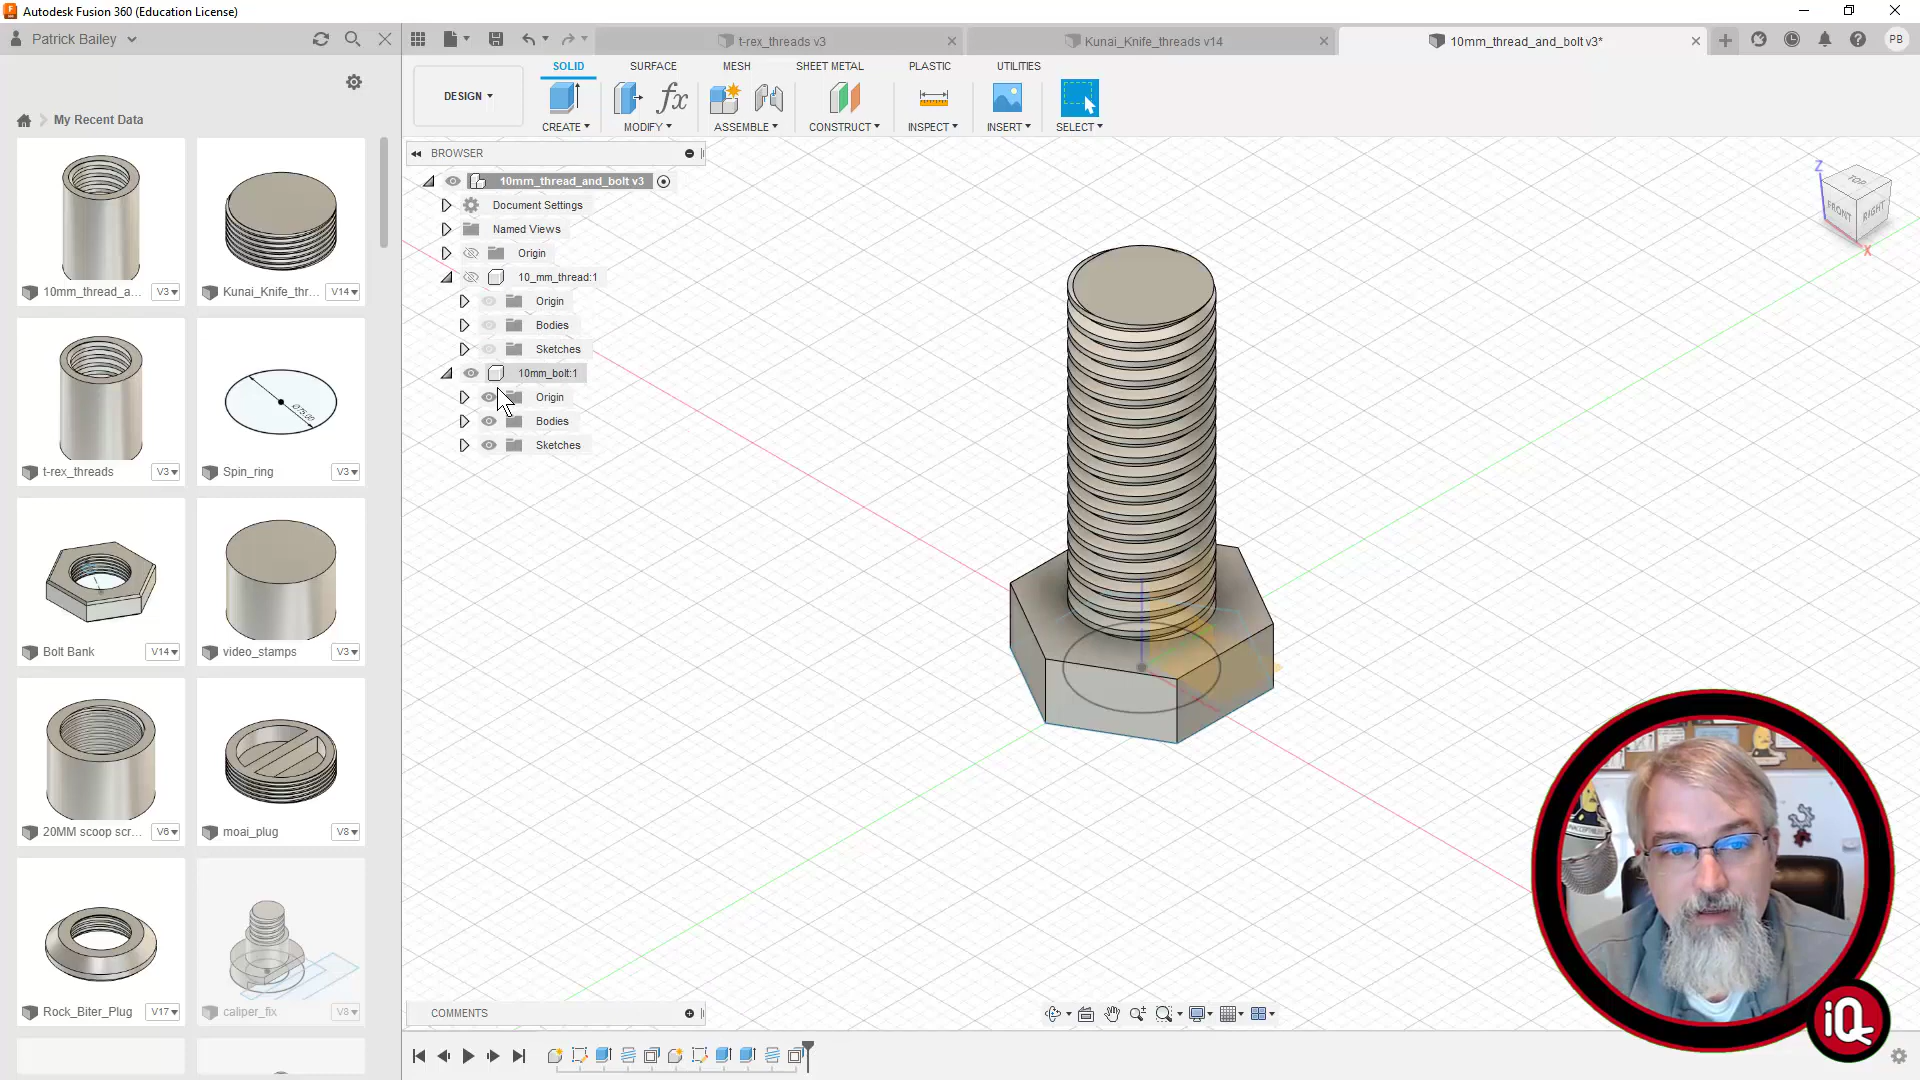 Autodesk Fusion 360 (Education License)
Patrick Bailey
t-rex_threads v3
Kunai_Knife_threads v14
10mm_thread_and_bolt v3*
PB
SOLID
SURFACE
MESH
SHEET METAL
PLASTIC
UTILITIES
DESIGN
CREATE
MODIFY
ASSEMBLE
CONSTRUCT
INSPECT
INSERT
SELECT
My Recent Data
10mm_thread_a... V3
Kunai_Knife_thr... V14
t-rex_threads V3
Spin_ring V3
Ø75.00
Bolt Bank V14
video_stamps V3
20MM scoop scr... V6
moai_plug V8
Rock_Biter_Plug V17
caliper_fix V8
BROWSER
10mm_thread_and_bolt v3
Document Settings
Named Views
Origin
10_mm_thread:1
Origin
Bodies
Sketches
10mm_bolt:1
Origin
Bodies
Sketches
Z
TOP
FRONT
RIGHT
X
COMMENTS
iQ